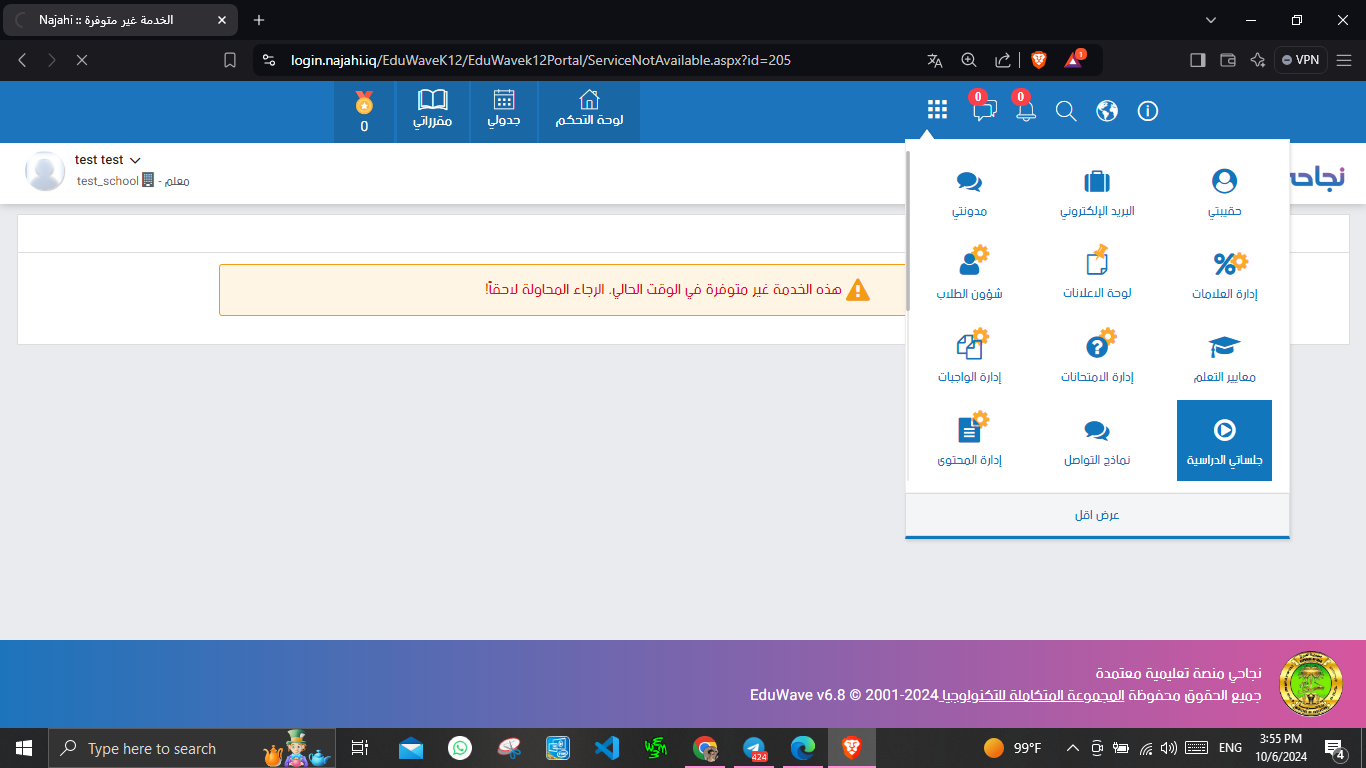 الخدمة غير متوفرة :: Najahi
login.najahi.iq/EduWaveK12/EduWavek12Portal/ServiceNotAvailable.aspx?id=205
1
VPN
0
مقرراتي
جدولي
لوحة التحكم
0
0
test test
معلم - test_school
نجاحي
هذه الخدمة غير متوفرة في الوقت الحالي. الرجاء المحاولة لاحقاً!
حقيبتي
البريد الإلكتروني
مدونتي
إدارة العلامات
لوحة الاعلانات
شؤون الطلاب
معايير التعلم
إدارة الامتحانات
إدارة الواجبات
جلساتي الدراسية
نماذج التواصل
إدارة المحتوى
عرض اقل
نجاحي منصة تعليمية معتمدة
جميع الحقوق محفوظة المجموعة المتكاملة للتكنولوجيا EduWave v6.8 © 2001-2024
Type here to search
424
99°F
ENG
3:55 PM
10/6/2024
4